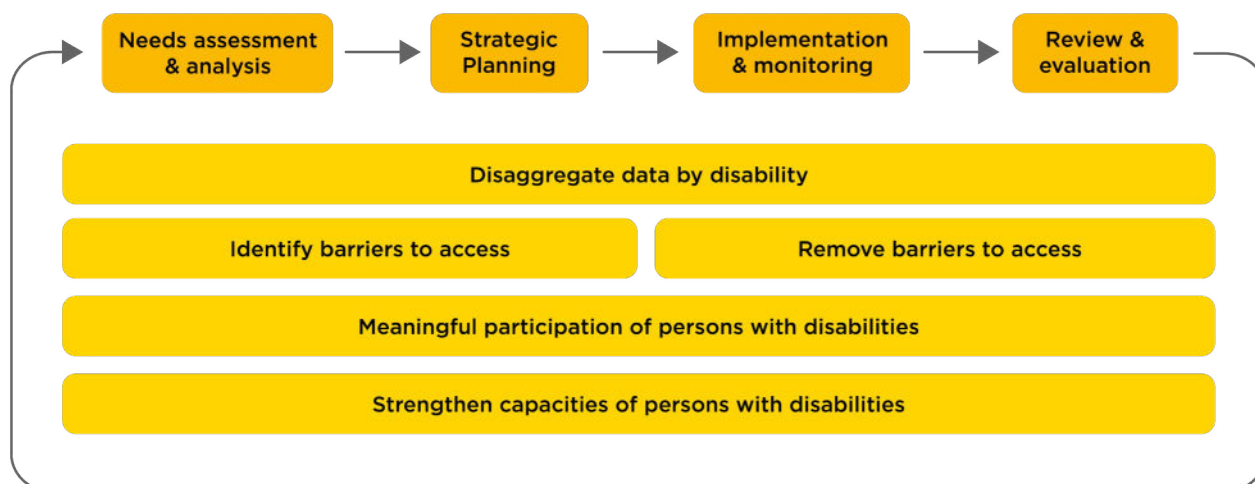 Needs assessment
& analysis
Strategic
Planning
Implementation
& monitoring
Review &
evaluation
Disaggregate data by disability
Identify barriers to access
Remove barriers to access
Meaningful participation of persons with disabilities
Strengthen capacities of persons with disabilities